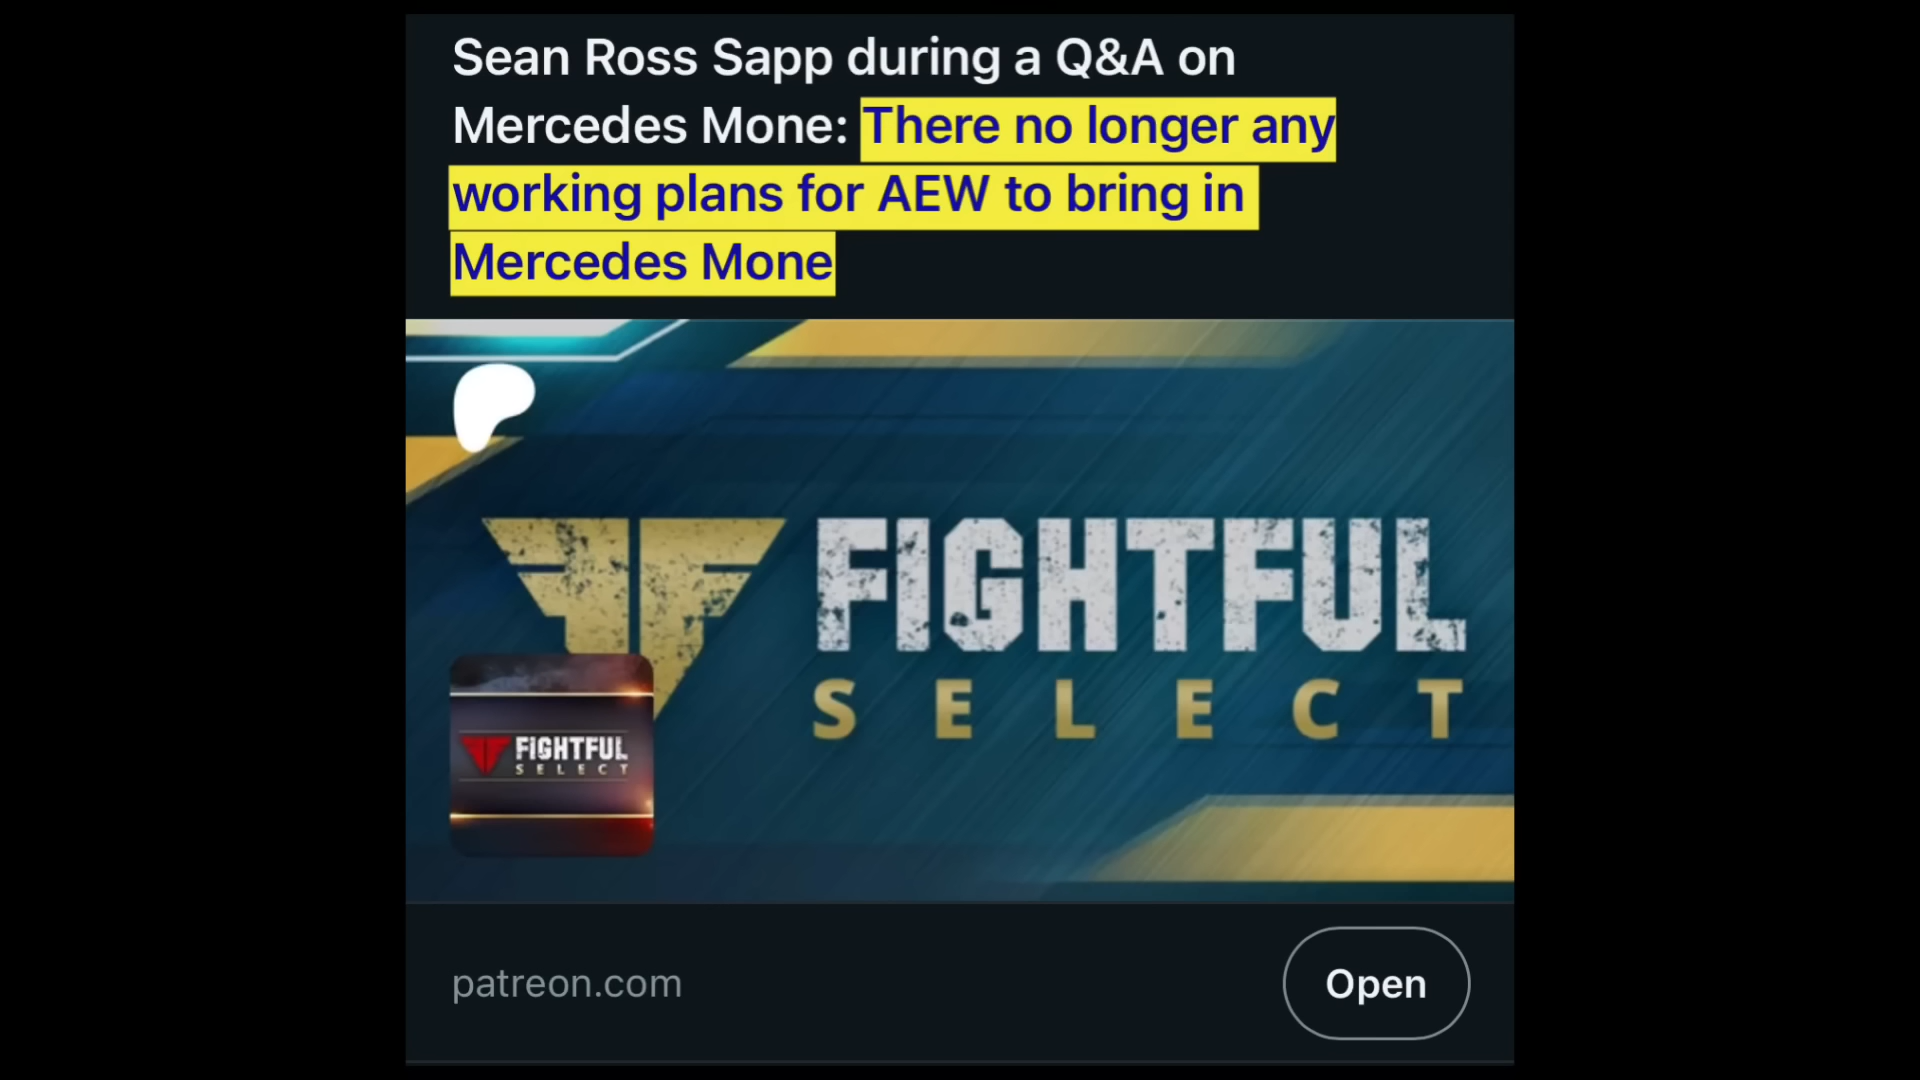 Sean Ross Sapp during a Q&A on
Mercedes Mone: There no longer any
working plans for AEW to bring in
Mercedes Mone
FIGHTFUL
SELECT
FIGHTFUL
SELECT
patreon.com
Open